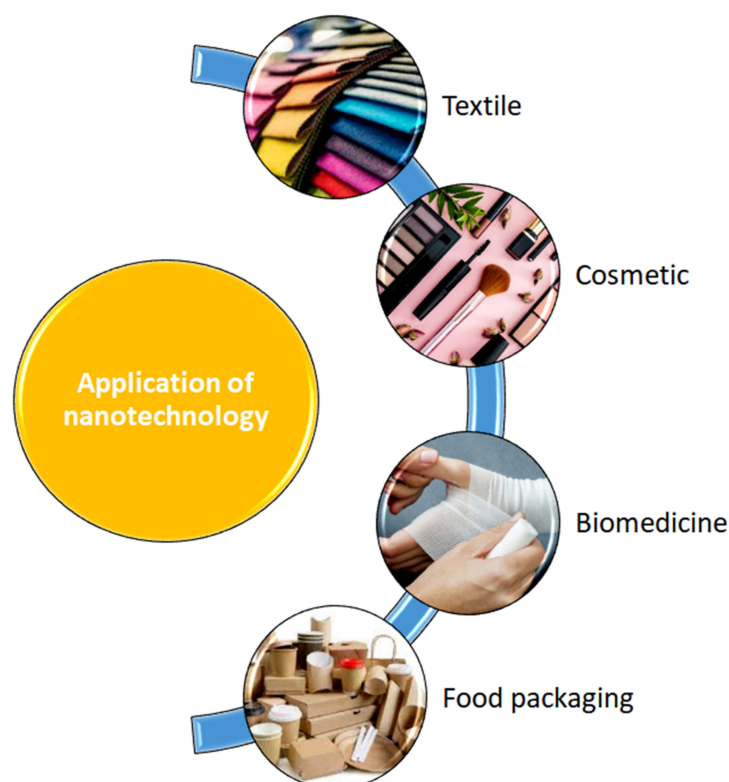 Textile
Cosmetic
Application of
nanotechnology
Biomedicine
Food packaging